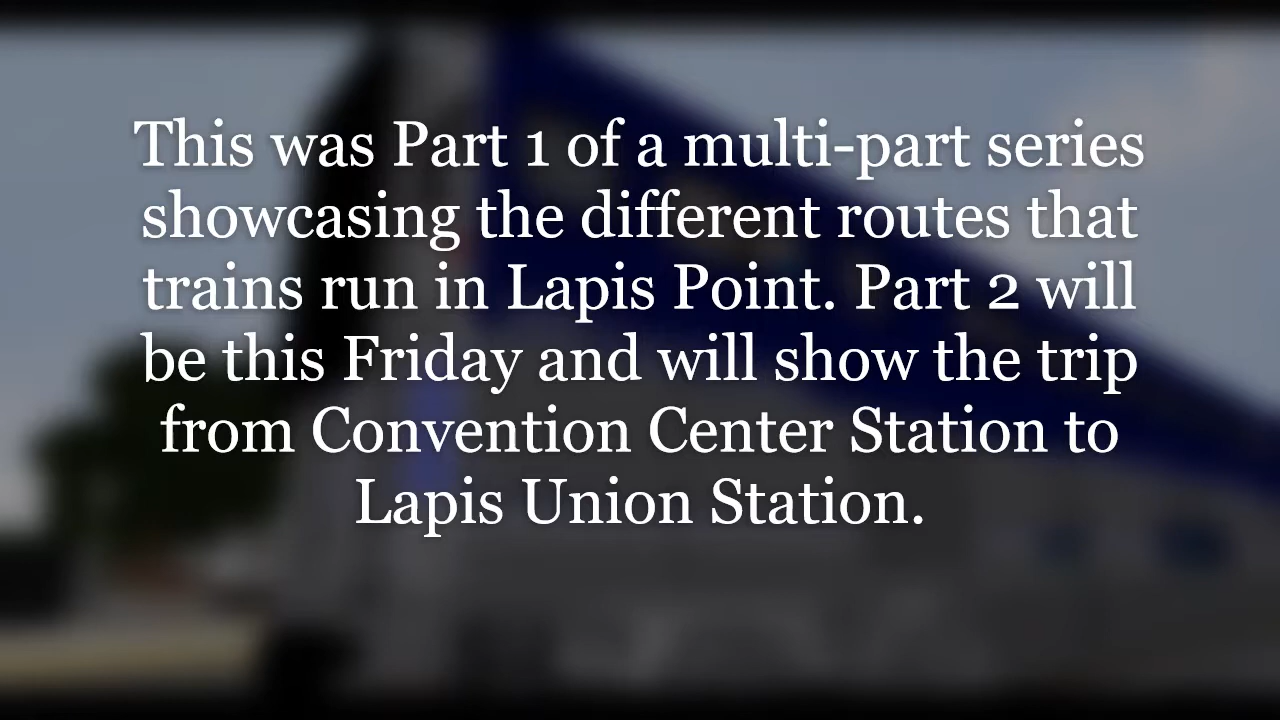 This was Part 1 of a multi-part series
showcasing the different routes that
trains run in Lapis Point. Part 2 will
be this Friday and will show the trip
from Convention Center Station to
Lapis Union Station.